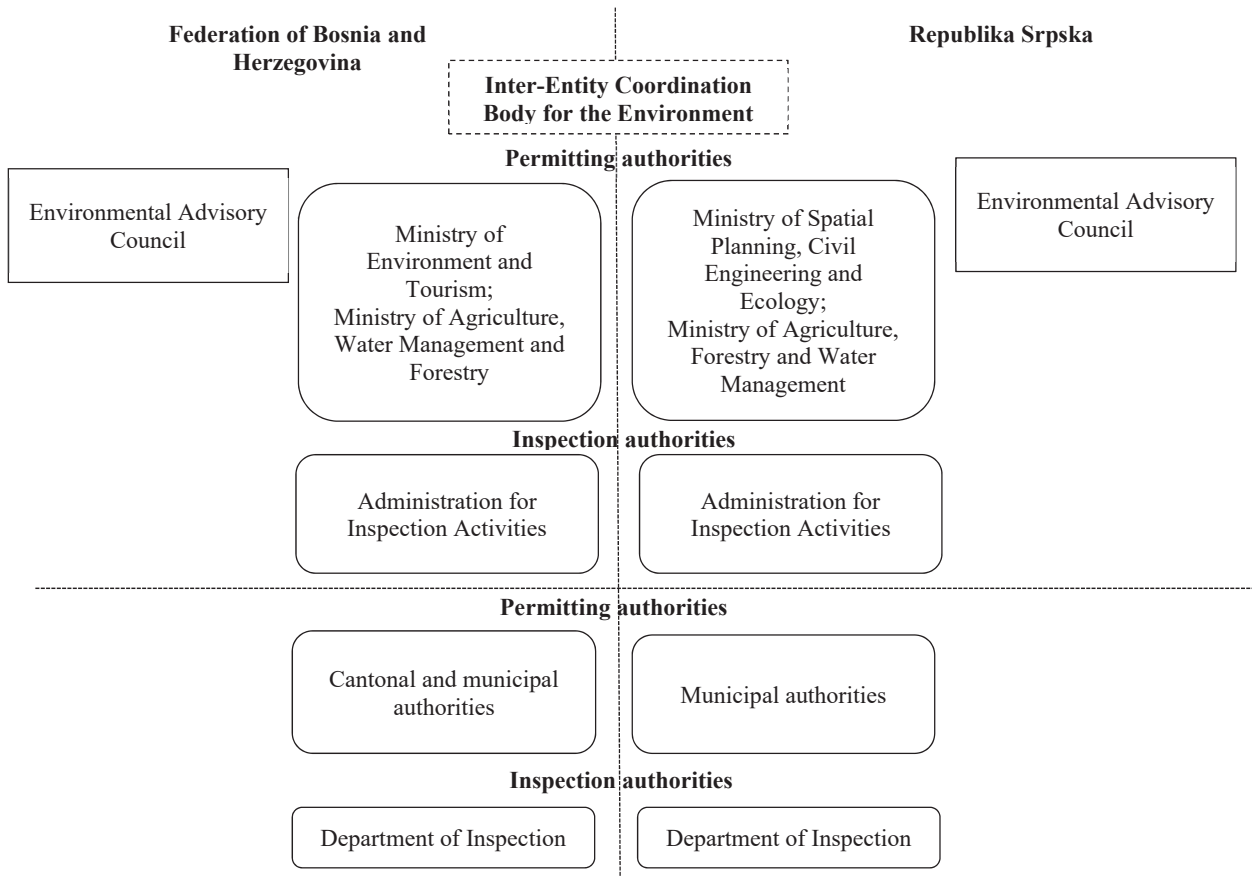 Federation of Bosnia and
Herzegovina
Republika Srpska
Inter-Entity Coordination
Body for the Environment
Permitting authorities
Environmental Advisory
Council
Ministry of
Environment and
Tourism;
Ministry of Agriculture,
Water Management and
Forestry
Ministry of Spatial
Planning, Civil
Engineering and
Ecology;
Ministry of Agriculture,
Forestry and Water
Management
Environmental Advisory
Council
Inspection authorities
Administration for
Inspection Activities
Administration for
Inspection Activities
Permitting authorities
Cantonal and municipal
authorities
Municipal authorities
Inspection authorities
Department of Inspection
Department of Inspection